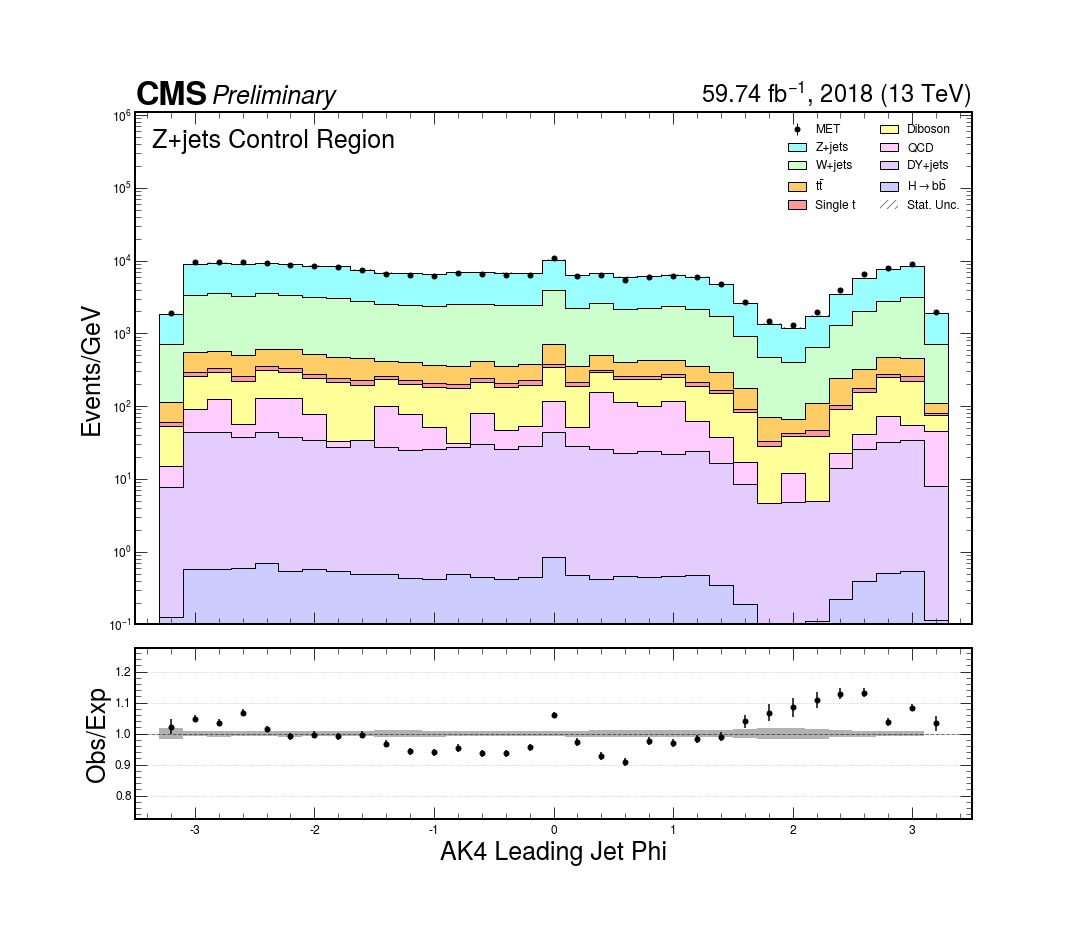 CMS Preliminary 59.74 fb⁻¹, 2018 (13 TeV)
Z+jets Control Region
MET
Z+jets
W+jets
tt̄
Single t
Diboson
QCD
DY+jets
H→bb̄
Stat. Unc.
Events/GeV
10⁶
10⁵
10⁴
10³
10²
10¹
10⁰
10⁻¹
Obs/Exp
1.2
1.1
1.0
0.9
0.8
-3 -2 -1 0 1 2 3
AK4 Leading Jet Phi